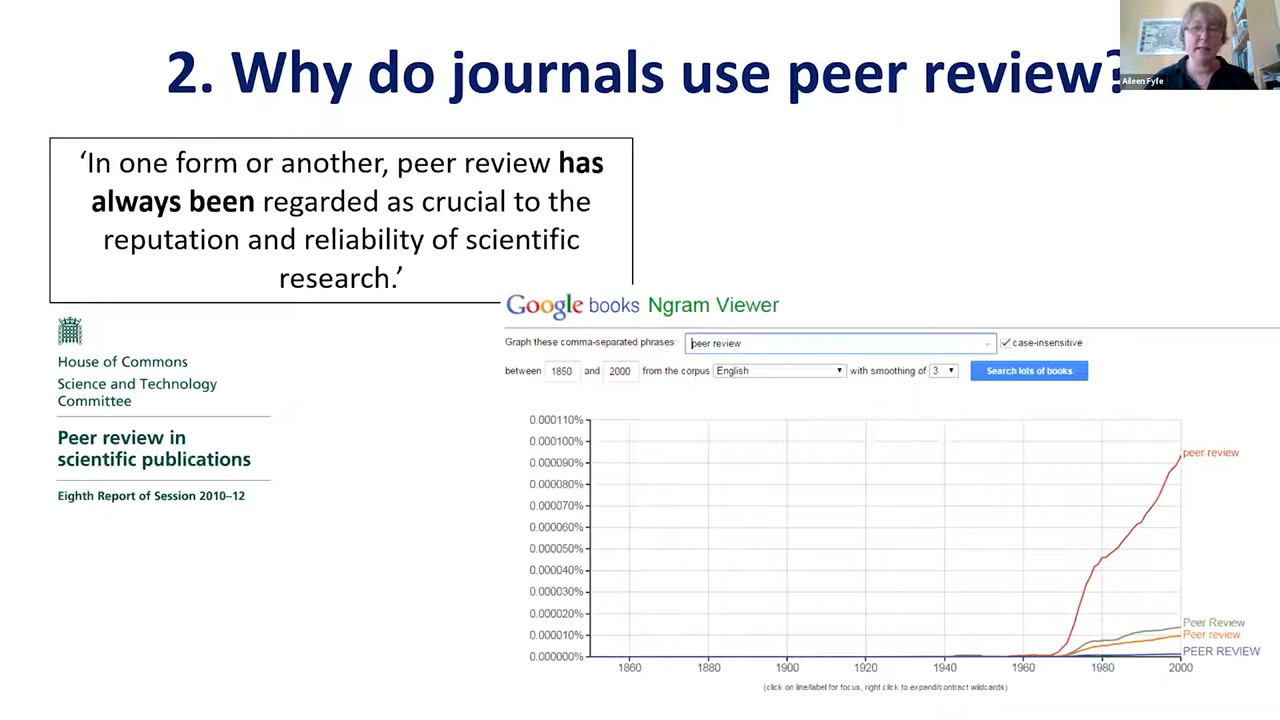 2. Why do journals use peer review?
Aileen Fyfe
‘In one form or another, peer review has
always been regarded as crucial to the
reputation and reliability of scientific
research.’
House of Commons
Science and Technology
Committee
Peer review in
scientific publications
Eighth Report of Session 2010–12
Google books Ngram Viewer
Graph these comma-separated phrases: peer review case-insensitive
between 1850 and 2000 from the corpus English with smoothing of 3 Search lots of books
0.000110%
0.000100%
0.000090%
0.000080%
0.000070%
0.000060%
0.000050%
0.000040%
0.000030%
0.000020%
0.000010%
0.000000%
peer review
Peer Review
Peer review
PEER REVIEW
1860 1880 1900 1920 1940 1960 1980 2000
(click on line/label for focus, right click to expand/contract wildcards)